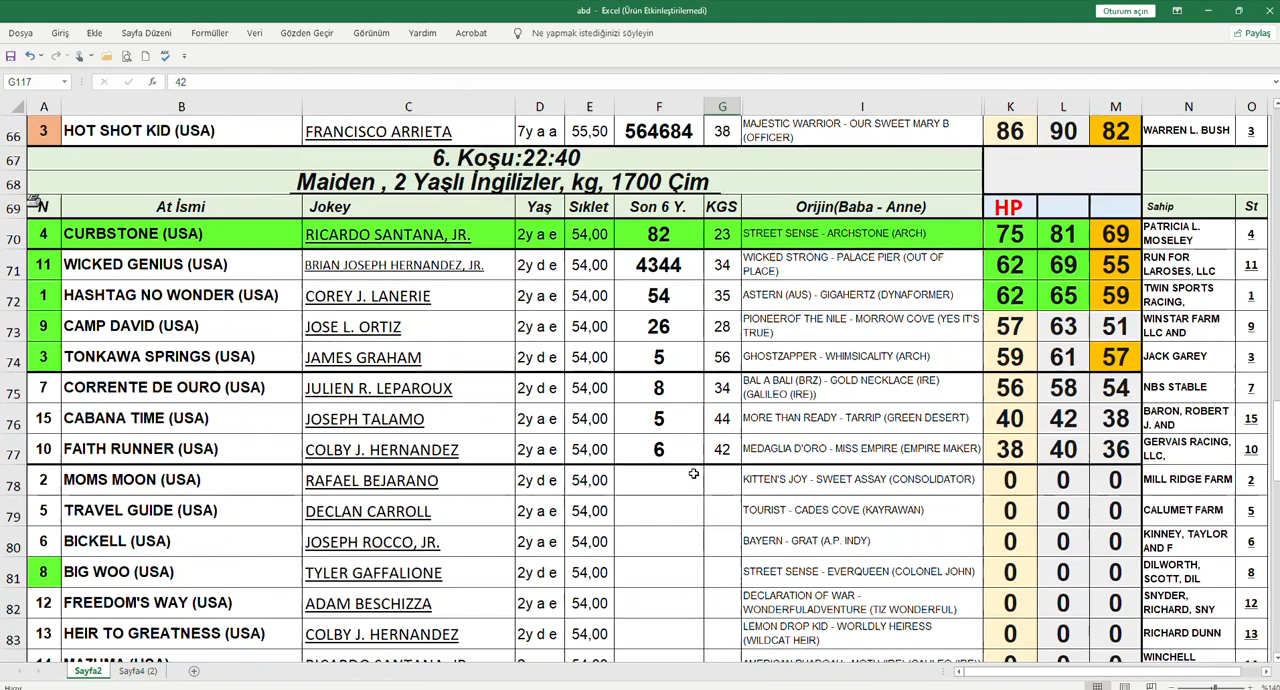 abd - Excel (Ürün Etkinleştirilemedi)
Oturum açın
Dosya Giriş Ekle Sayfa Düzeni Formüller Veri Gözden Geçir Görünüm Yardım Acrobat Ne yapmak istediğinizi söyleyin Paylaş
G117 fx 42
A B C D E F G I K L M N O
66 3 HOT SHOT KID (USA) FRANCISCO ARRIETA 7y a a 55,50 564684 38 MAJESTIC WARRIOR - OUR SWEET MARY B (OFFICER) 86 90 82 WARREN L. BUSH 3
67 6. Koşu:22:40
68 Maiden , 2 Yaşlı İngilizler, kg, 1700 Çim
69 N At İsmi Jokey Yaş Sıklet Son 6 Y. KGS Orijin(Baba - Anne) HP Sahip St
70 4 CURBSTONE (USA) RICARDO SANTANA, JR. 2y a e 54,00 82 23 STREET SENSE - ARCHSTONE (ARCH) 75 81 69 PATRICIA L. MOSELEY 4
71 11 WICKED GENIUS (USA) BRIAN JOSEPH HERNANDEZ, JR. 2y d e 54,00 4344 34 WICKED STRONG - PALACE PIER (OUT OF PLACE) 62 69 55 RUN FOR LAROSES, LLC 11
72 1 HASHTAG NO WONDER (USA) COREY J. LANERIE 2y a e 54,00 54 35 ASTERN (AUS) - GIGAHERTZ (DYNAFORMER) 62 65 59 TWIN SPORTS RACING, 1
73 9 CAMP DAVID (USA) JOSE L. ORTIZ 2y d e 54,00 26 28 PIONEEROF THE NILE - MORROW COVE (YES IT'S TRUE) 57 63 51 WINSTAR FARM LLC AND 9
74 3 TONKAWA SPRINGS (USA) JAMES GRAHAM 2y a e 54,00 5 56 GHOSTZAPPER - WHIMSICALITY (ARCH) 59 61 57 JACK GAREY 3
75 7 CORRENTE DE OURO (USA) JULIEN R. LEPAROUX 2y d e 54,00 8 34 BAL A BALI (BRZ) - GOLD NECKLACE (IRE) (GALILEO (IRE)) 56 58 54 NBS STABLE 7
76 15 CABANA TIME (USA) JOSEPH TALAMO 2y d e 54,00 5 44 MORE THAN READY - TARRIP (GREEN DESERT) 40 42 38 BARON, ROBERT J. AND 15
77 10 FAITH RUNNER (USA) COLBY J. HERNANDEZ 2y d e 54,00 6 42 MEDAGLIA D'ORO - MISS EMPIRE (EMPIRE MAKER) 38 40 36 GERVAIS RACING, LLC, 10
78 2 MOMS MOON (USA) RAFAEL BEJARANO 2y d e 54,00 KITTEN'S JOY - SWEET ASSAY (CONSOLIDATOR) 0 0 0 MILL RIDGE FARM 2
79 5 TRAVEL GUIDE (USA) DECLAN CARROLL 2y d e 54,00 TOURIST - CADES COVE (KAYRAWAN) 0 0 0 CALUMET FARM 5
80 6 BICKELL (USA) JOSEPH ROCCO, JR. 2y a e 54,00 BAYERN - GRAT (A.P. INDY) 0 0 0 KINNEY, TAYLOR AND F 6
81 8 BIG WOO (USA) TYLER GAFFALIONE 2y d e 54,00 STREET SENSE - EVERQUEEN (COLONEL JOHN) 0 0 0 DILWORTH, SCOTT, DIL 8
82 12 FREEDOM'S WAY (USA) ADAM BESCHIZZA 2y a e 54,00 DECLARATION OF WAR - WONDERFULADVENTURE (TIZ WONDERFUL) 0 0 0 SNYDER, RICHARD, SNY 12
83 13 HEIR TO GREATNESS (USA) COLBY J. HERNANDEZ 2y d e 54,00 LEMON DROP KID - WORLDLY HEIRESS (WILDCAT HEIR) 0 0 0 RICHARD DUNN 13
WINCHELL
Sayfa2 Sayfa4 (2)
Hazır %140